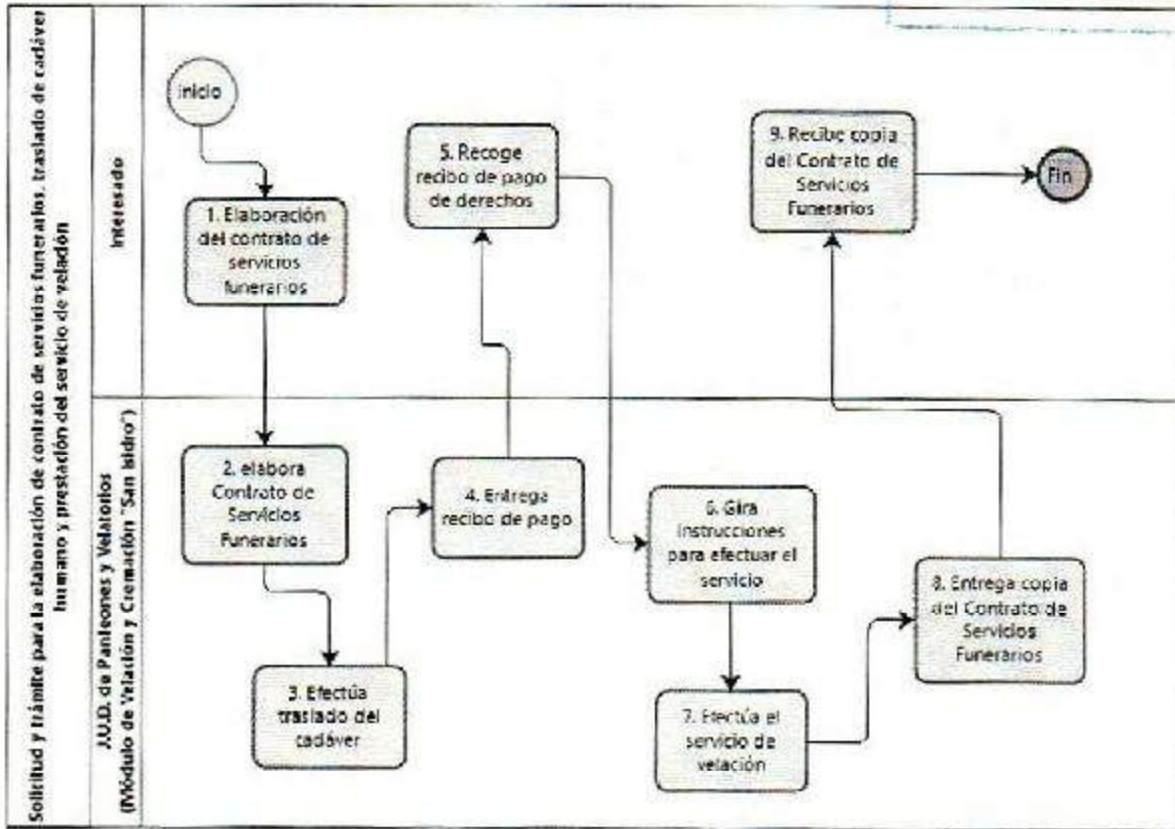 Solicitud y trámite para la elaboración de contrato de servicios funerarios, traslado de cadáver
humano y prestación del servicio de velación
Interesado
J.U.D. de Panteones y Velatorios
(Módulo de Velación y Cremación "San Isidro")
inicio
1. Elaboración
del contrato de
servicios
funerarios
2. elabora
Contrato de
Servicios
Funerarios
3. Efectúa
traslado del
cadáver
4. Entrega
recibo de pago
5. Recoge
recibo de pago
de derechos
6. Gira
instrucciones
para efectuar el
servicio
7. Efectúa el
servicio de
velación
8. Entrega copia
del Contrato de
Servicios
Funerarios
9. Recibe copia
del Contrato de
Servicios
Funerarios
Fin